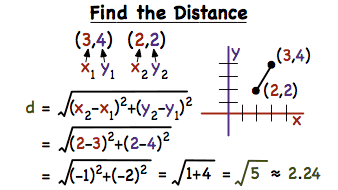 Find the Distance
(3,4) (2,2)
x₁ y₁ x₂ y₂
y
(3,4)
(2,2)
x
d = √(x₂-x₁)²+(y₂-y₁)²
= √(2-3)²+(2-4)²
= √(-1)²+(-2)² = √1+4 = √5 ≈ 2.24